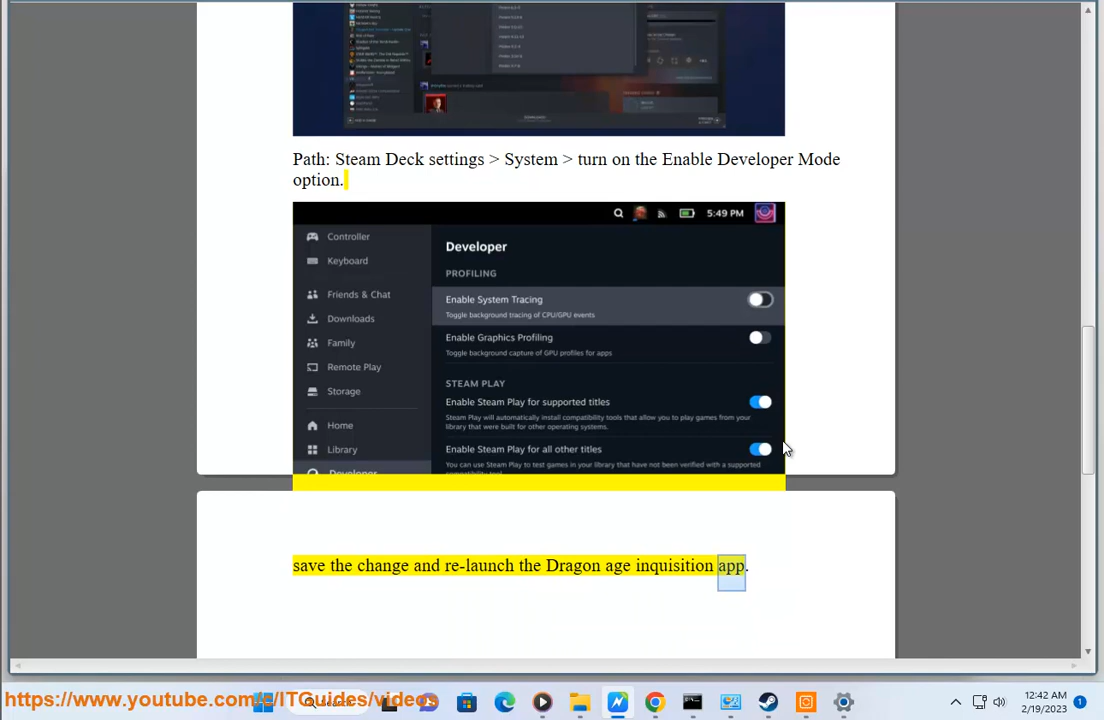 Path: Steam Deck settings > System > turn on the Enable Developer Mode
option.
5:49 PM
Controller
Keyboard
Friends & Chat
Downloads
Family
Remote Play
Storage
Home
Library
Developer
Developer
PROFILING
Enable System Tracing
Toggle background tracing of CPU/GPU events
Enable Graphics Profiling
Toggle background capture of GPU profiles for apps
STEAM PLAY
Enable Steam Play for supported titles
Steam Play will automatically install compatibility tools that allow you to play games from your
library that were built for other operating systems.
Enable Steam Play for all other titles
You can use Steam Play to test games in your library that have not been verified with a supported
compatibility tool.
save the change and re-launch the Dragon age inquisition app.
https://www.youtube.com/c/ITGuides/videos
Search
12:42 AM
2/19/2023
1